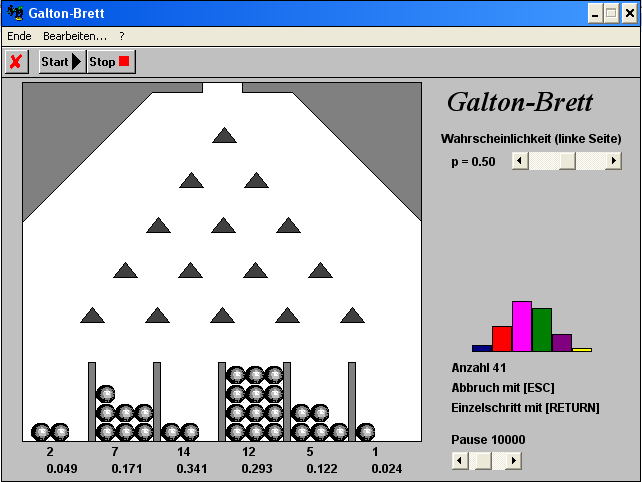 Galton-Brett
Ende Bearbeiten... ?
Start Stop
Galton-Brett
Wahrscheinlichkeit (linke Seite)
p = 0.50
Anzahl 41
Abbruch mit [ESC]
Einzelschritt mit [RETURN]
Pause 10000
2 7 14 12 5 1
0.049 0.171 0.341 0.293 0.122 0.024